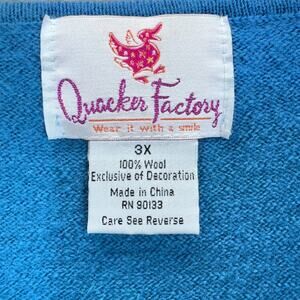 Quacker Factory
Wear it with a smile
3X
100% Wool
Exclusive of Decoration
Made in China
RN 90133
Care See Reverse